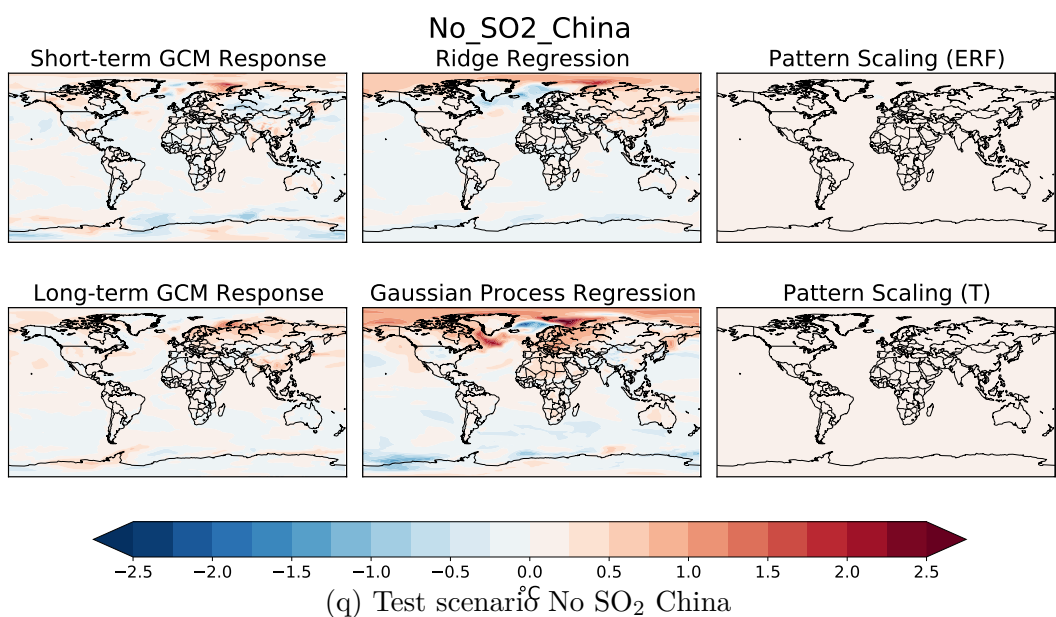 No_SO2_China
Short-term GCM Response
Ridge Regression
Pattern Scaling (ERF)
Long-term GCM Response
Gaussian Process Regression
Pattern Scaling (T)
−2.5 −2.0 −1.5 −1.0 −0.5 0.0 0.5 1.0 1.5 2.0 2.5
°C
(q) Test scenario No SO₂ China